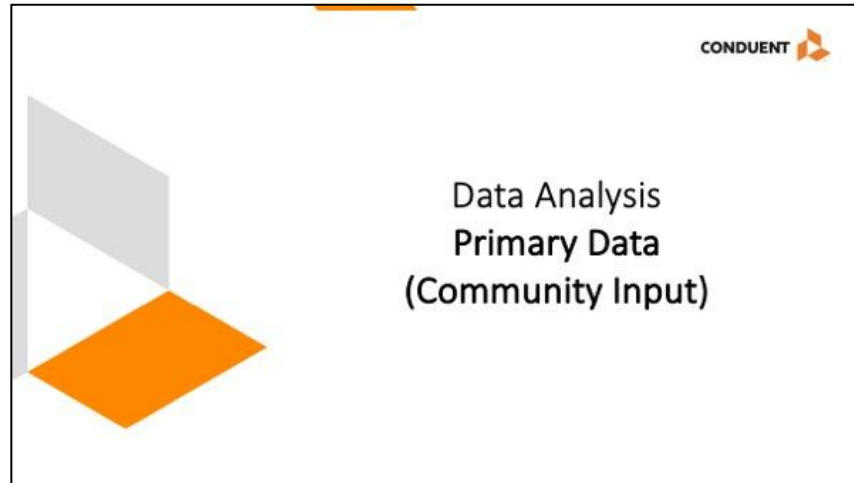 CONDUENT
Data Analysis
Primary Data
(Community Input)